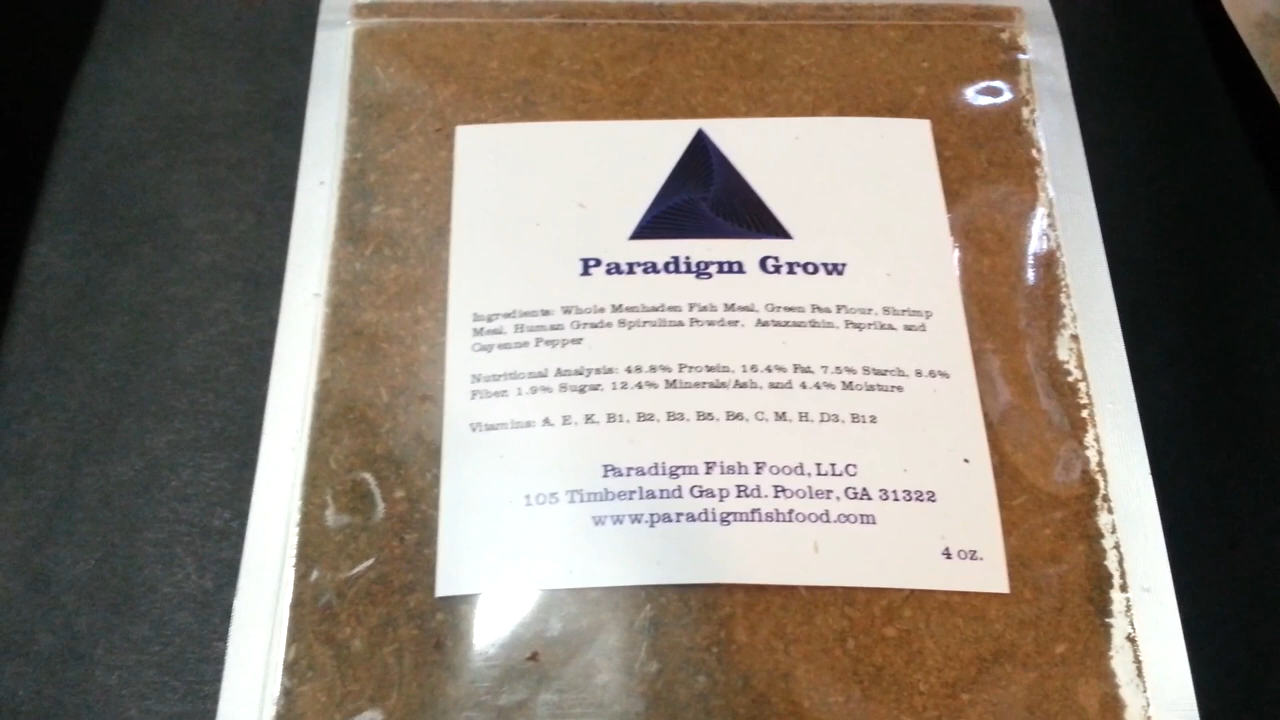 Paradigm Grow
Ingredients: Whole Menhaden Fish Meal, Green Pea Flour, Shrimp
Meal, Human Grade Spirulina Powder, Astaxanthin, Paprika, and
Cayenne Pepper
Nutritional Analysis: 48.8% Protein, 16.4% Fat, 7.5% Starch, 8.6%
Fiber, 1.9% Sugar, 12.4% Minerals/Ash, and 4.4% Moisture
Vitamins: A, E, K, B1, B2, B3, B5, B6, C, M, H, D3, B12
Paradigm Fish Food, LLC
105 Timberland Gap Rd. Pooler, GA 31322
www.paradigmfishfood.com
4 oz.